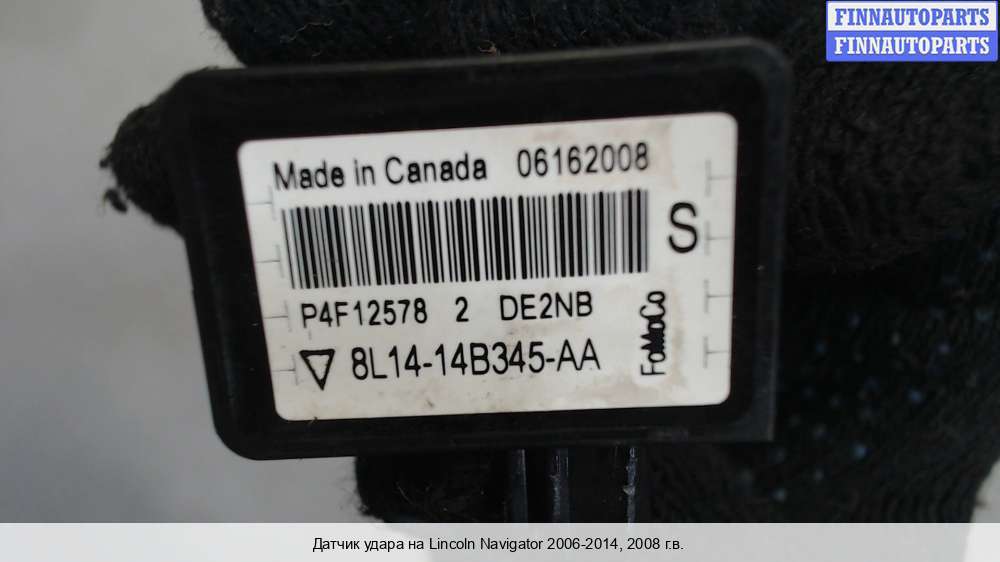 FINNAUTOPARTS
FINNAUTOPARTS
Made in Canada 06162008
S
P4F12578 2 DE2NB
8L14-14B345-AA
FoMoCo
Датчик удара на Lincoln Navigator 2006-2014, 2008 г.в.